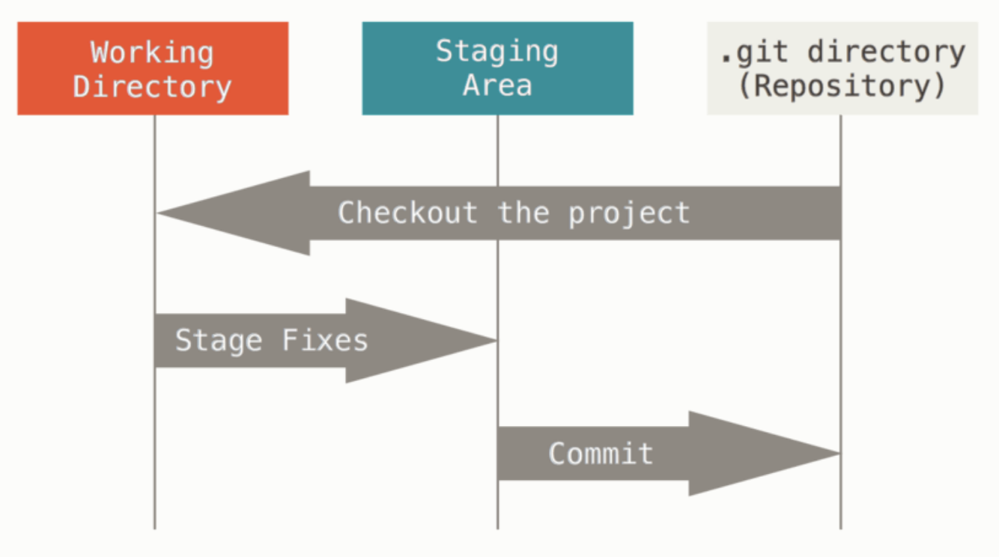 Working
Directory
Staging
Area
.git directory
(Repository)
Checkout the project
Stage Fixes
Commit